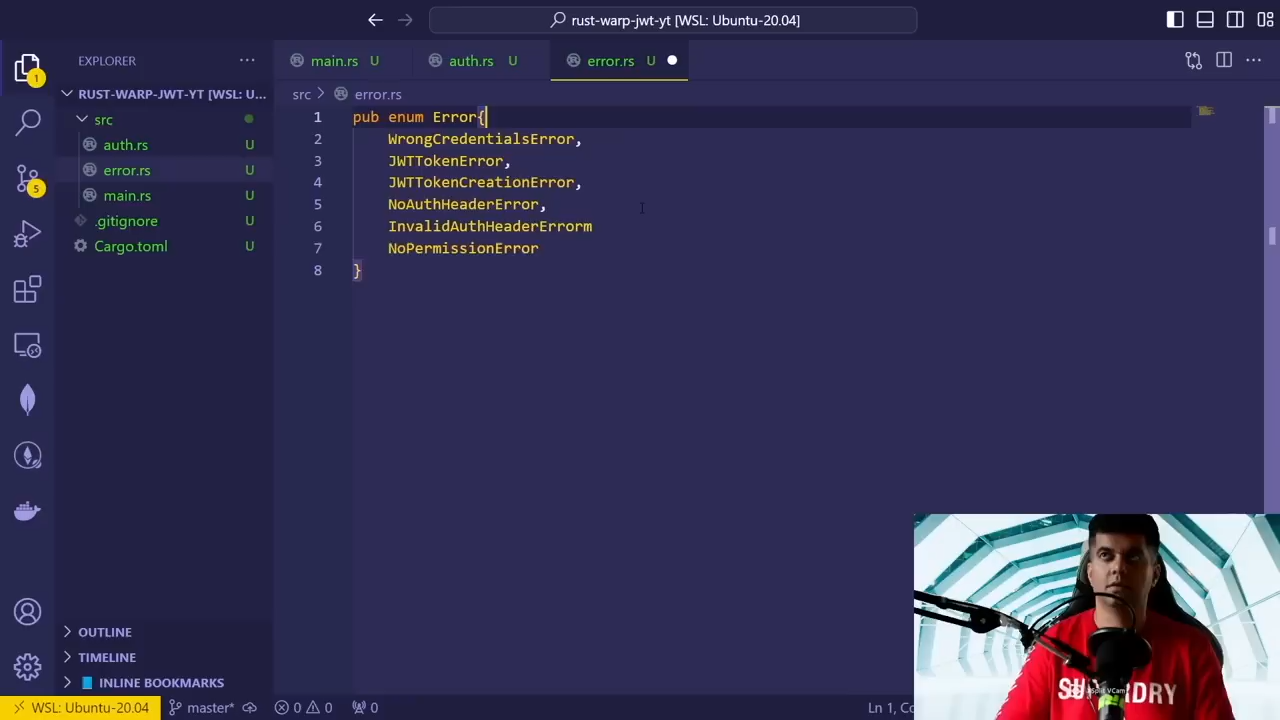 rust-warp-jwt-yt [WSL: Ubuntu-20.04]
EXPLORER
main.rs U
auth.rs U
error.rs U
RUST-WARP-JWT-YT [WSL: U...
src > error.rs
src
auth.rs U
error.rs U
main.rs U
.gitignore U
Cargo.toml U
1
5
1 pub enum Error{
2 WrongCredentialsError,
3 JWTTokenError,
4 JWTTokenCreationError,
5 NoAuthHeaderError,
6 InvalidAuthHeaderErrorm
7 NoPermissionError
8 }
OUTLINE
TIMELINE
INLINE BOOKMARKS
WSL: Ubuntu-20.04 master* 0 0 0 Ln 1, Co